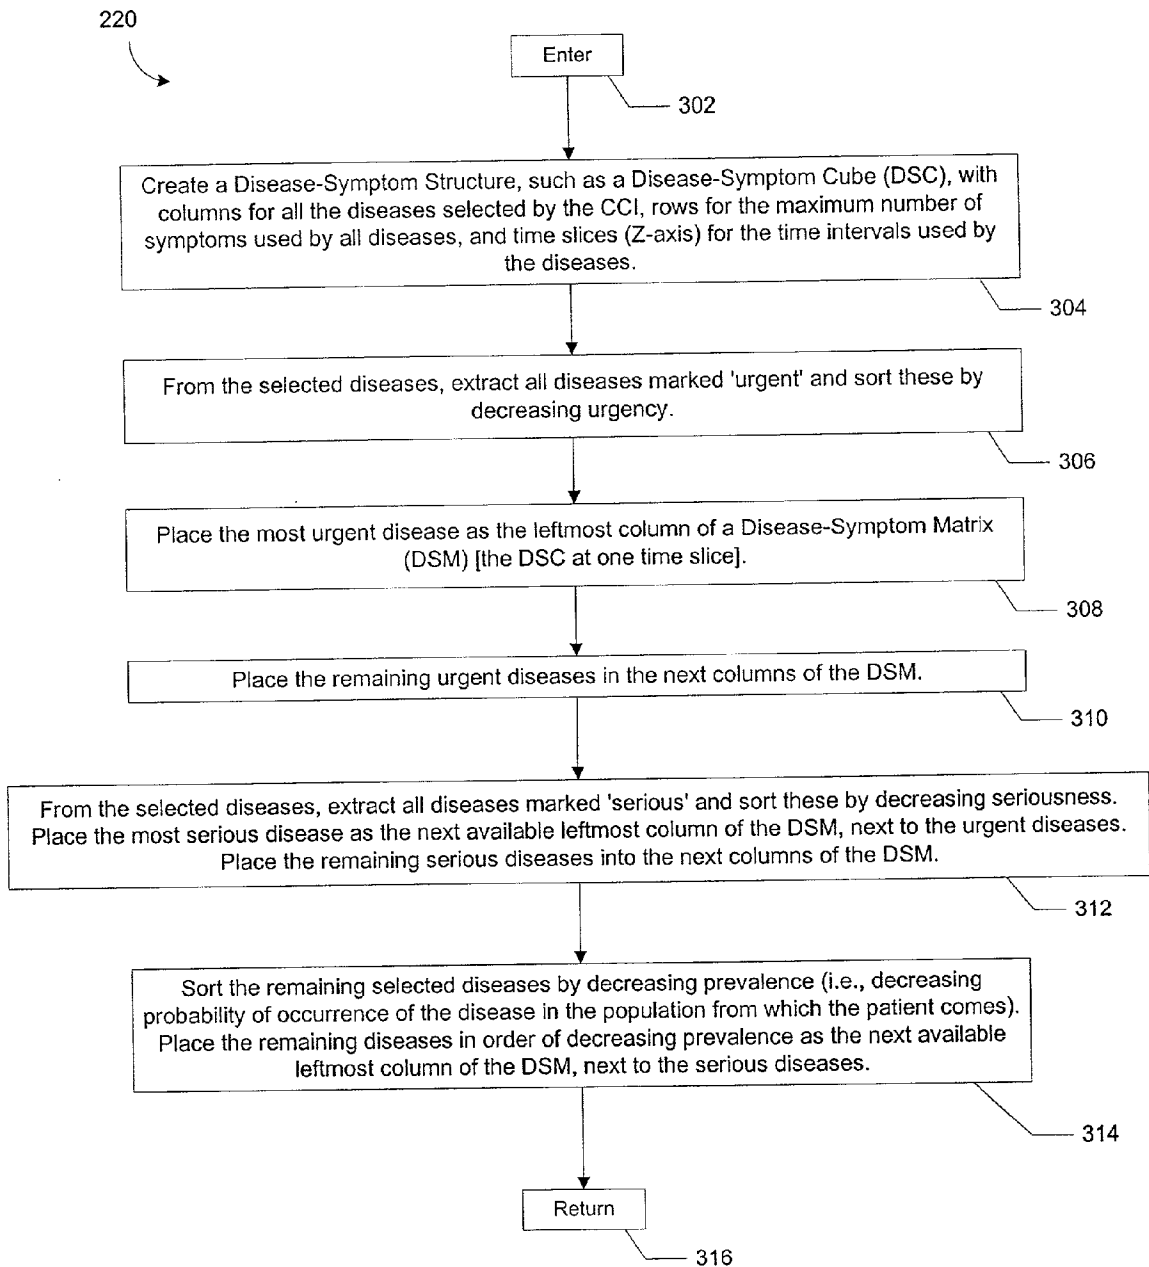 220
Enter
302
Create a Disease-Symptom Structure, such as a Disease-Symptom Cube (DSC), with
columns for all the diseases selected by the CCI, rows for the maximum number of
symptoms used by all diseases, and time slices (Z-axis) for the time intervals used by
the diseases.
304
From the selected diseases, extract all diseases marked 'urgent' and sort these by
decreasing urgency.
306
Place the most urgent disease as the leftmost column of a Disease-Symptom Matrix
(DSM) [the DSC at one time slice].
308
Place the remaining urgent diseases in the next columns of the DSM.
310
From the selected diseases, extract all diseases marked 'serious' and sort these by decreasing seriousness.
Place the most serious disease as the next available leftmost column of the DSM, next to the urgent diseases.
Place the remaining serious diseases into the next columns of the DSM.
312
Sort the remaining selected diseases by decreasing prevalence (i.e., decreasing
probability of occurrence of the disease in the population from which the patient comes).
Place the remaining diseases in order of decreasing prevalence as the next available
leftmost column of the DSM, next to the serious diseases.
314
Return
316